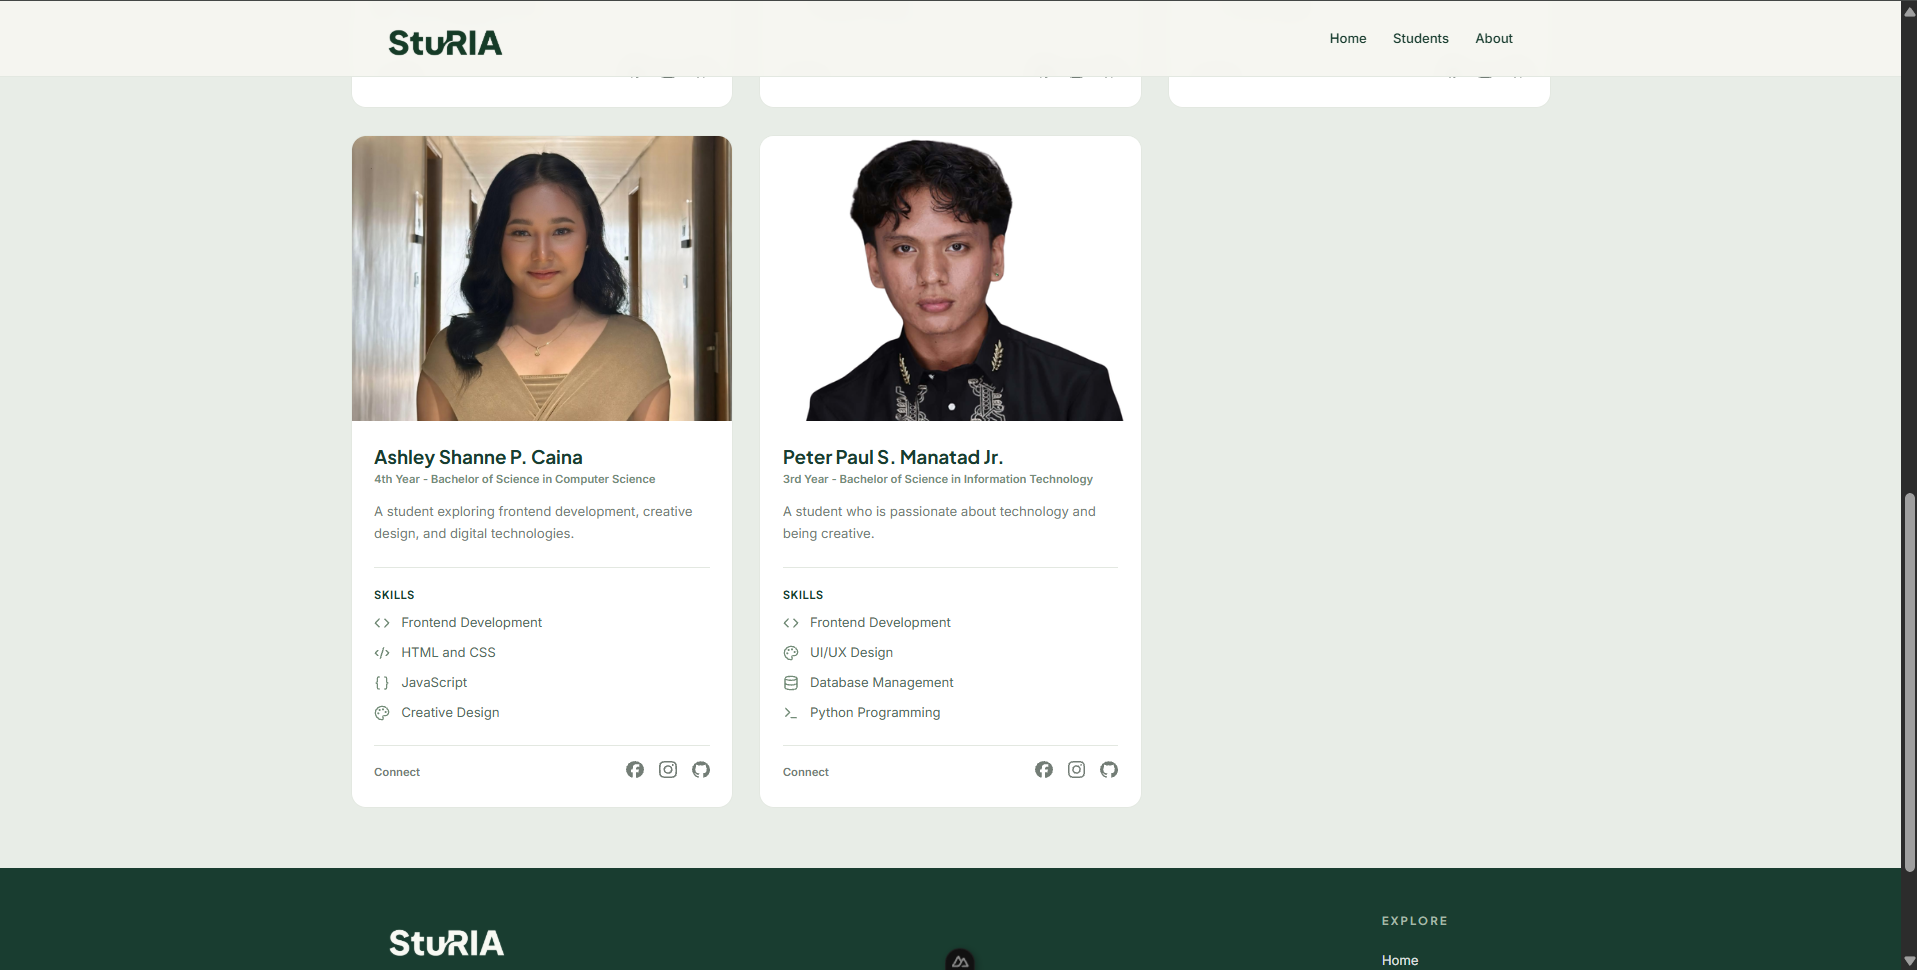 StuRIA
Home
Students
About
Ashley Shanne P. Caina
4th Year - Bachelor of Science in Computer Science
A student exploring frontend development, creative
design, and digital technologies.
SKILLS
Frontend Development
HTML and CSS
JavaScript
Creative Design
Connect
Peter Paul S. Manatad Jr.
3rd Year - Bachelor of Science in Information Technology
A student who is passionate about technology and
being creative.
SKILLS
Frontend Development
UI/UX Design
Database Management
Python Programming
Connect
StuRIA
EXPLORE
Home